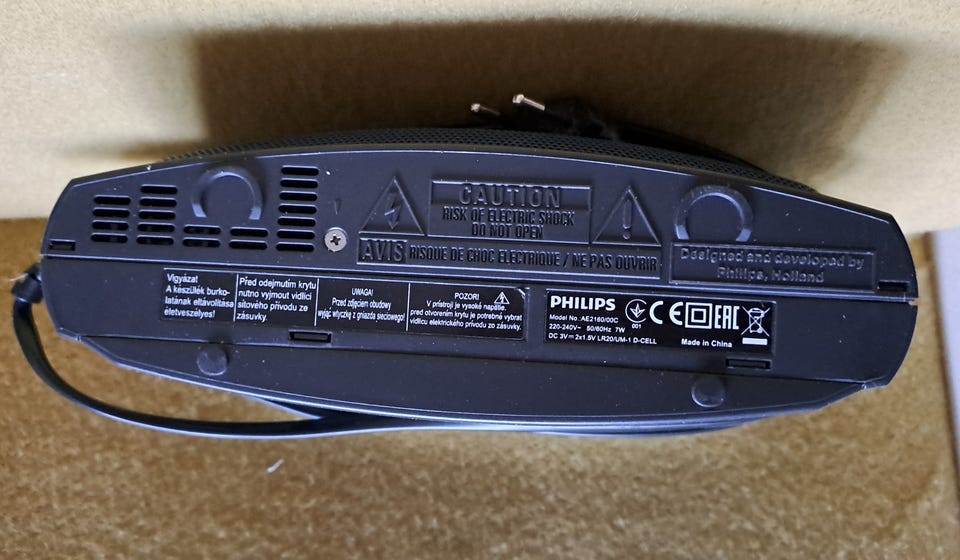 CAUTION
RISK OF ELECTRIC SHOCK
DO NOT OPEN
AVIS RISQUE DE CHOC ELECTRIQUE / NE PAS OUVRIR
Designed and developed by
Philips, Holland
Vigyázat!
A készülék burko-
latának eltávolítása
életveszélyes!
Před odejmutím krytu
nutno vyjmout vidlici
síťového přívodu ze
zásuvky.
UWAGA!
Przed zdjęciem obudowy
wyjąć wtyczkę z gniazda sieciowego!
POZOR!
V prístroji je vysoké napätie,
pred otvorením krytu je potrebné vybrat
vidlicu elektrického prívodu zo zásuvky.
PHILIPS
Model No.:AE2160/00C
220-240V~ 50/60Hz 7W
DC 3V⎓ 2x1.5V LR20/UM-1 D-CELL
001
CE EAC
Made in China